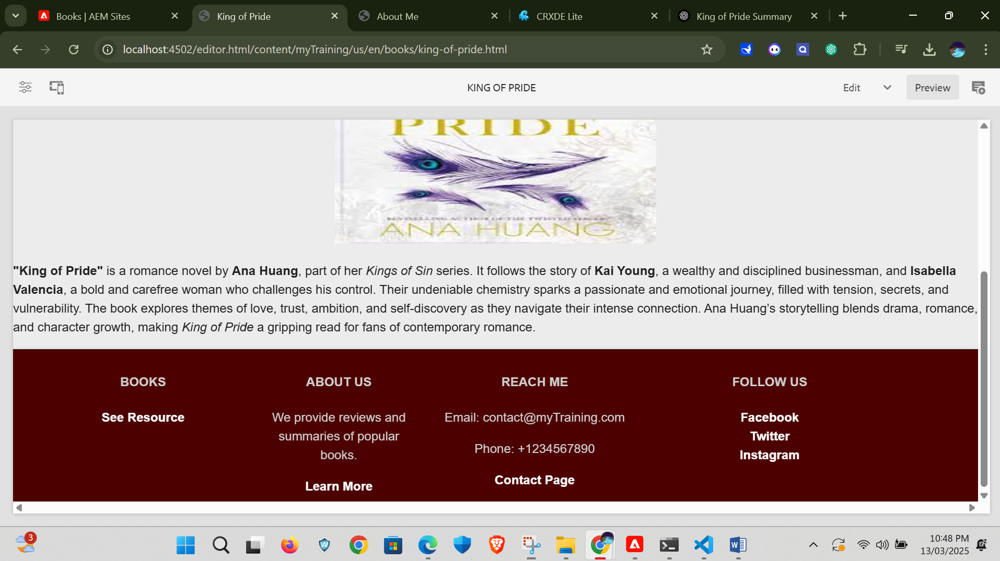 Books | AEM Sites
King of Pride
About Me
CRXDE Lite
King of Pride Summary
localhost:4502/editor.html/content/myTraining/us/en/books/king-of-pride.html
KING OF PRIDE
Edit
Preview
PRIDE
BESTSELLING AUTHOR OF THE TWISTED SERIES
ANA HUANG
"King of Pride" is a romance novel by Ana Huang, part of her Kings of Sin series. It follows the story of Kai Young, a wealthy and disciplined businessman, and Isabella
Valencia, a bold and carefree woman who challenges his control. Their undeniable chemistry sparks a passionate and emotional journey, filled with tension, secrets, and
vulnerability. The book explores themes of love, trust, ambition, and self-discovery as they navigate their intense connection. Ana Huang’s storytelling blends drama, romance,
and character growth, making King of Pride a gripping read for fans of contemporary romance.
BOOKS
See Resource
ABOUT US
We provide reviews and
summaries of popular
books.
Learn More
REACH ME
Email: contact@myTraining.com
Phone: +1234567890
Contact Page
FOLLOW US
Facebook
Twitter
Instagram
3
10:48 PM
13/03/2025